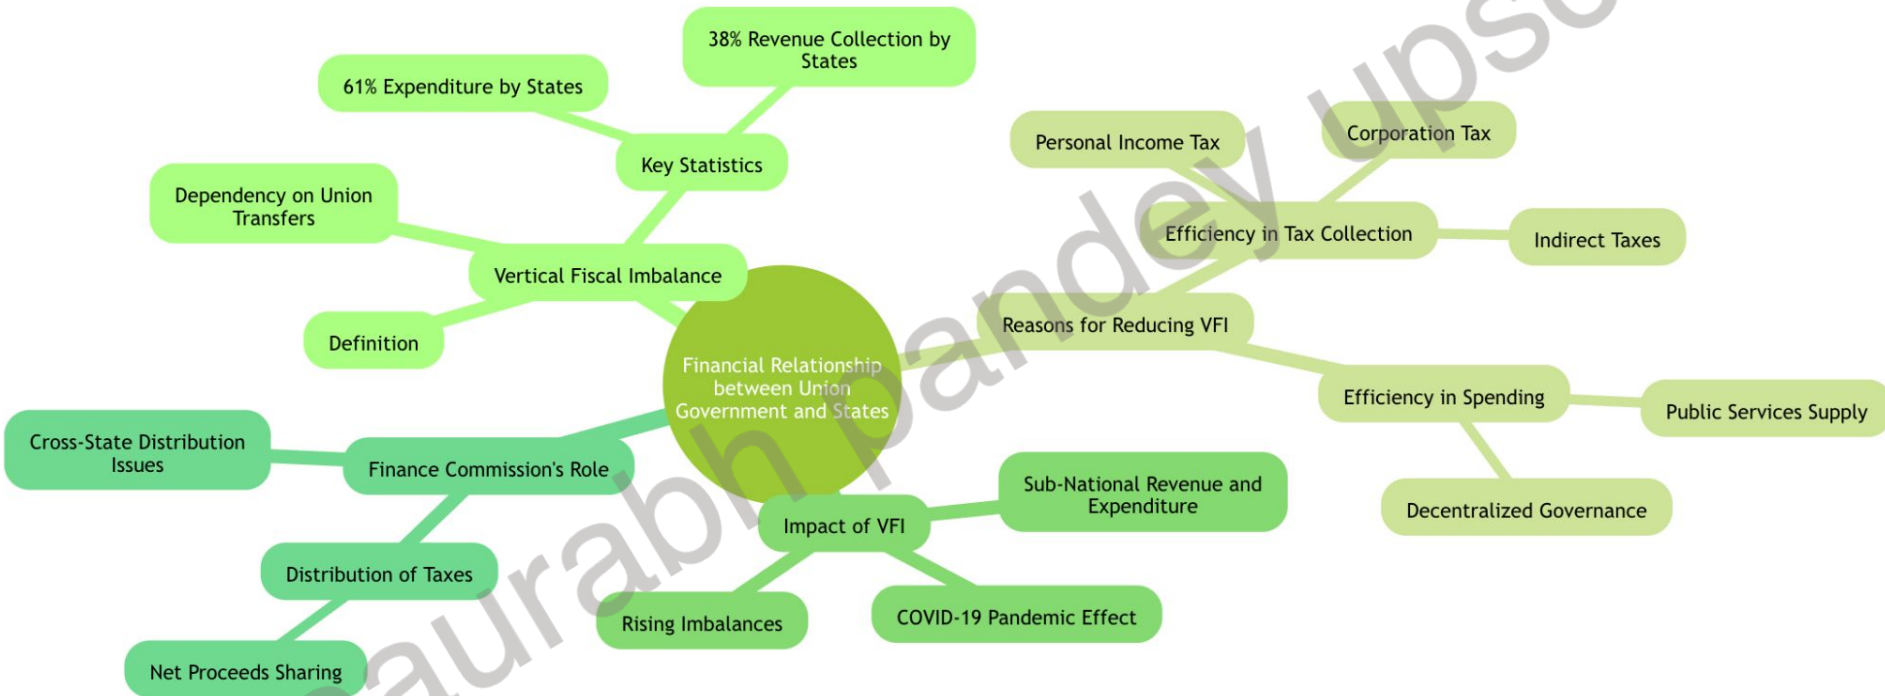 38% Revenue Collection by
States
61% Expenditure by States
Key Statistics
Dependency on Union
Transfers
Vertical Fiscal Imbalance
Definition
Financial Relationship
between Union
Government and States
Personal Income Tax
Corporation Tax
Efficiency in Tax Collection
Indirect Taxes
Reasons for Reducing VFI
Efficiency in Spending
Public Services Supply
Decentralized Governance
Cross-State Distribution
Issues
Finance Commission's Role
Distribution of Taxes
Net Proceeds Sharing
Impact of VFI
Sub-National Revenue and
Expenditure
Rising Imbalances
COVID-19 Pandemic Effect
saurabh pandey upsc